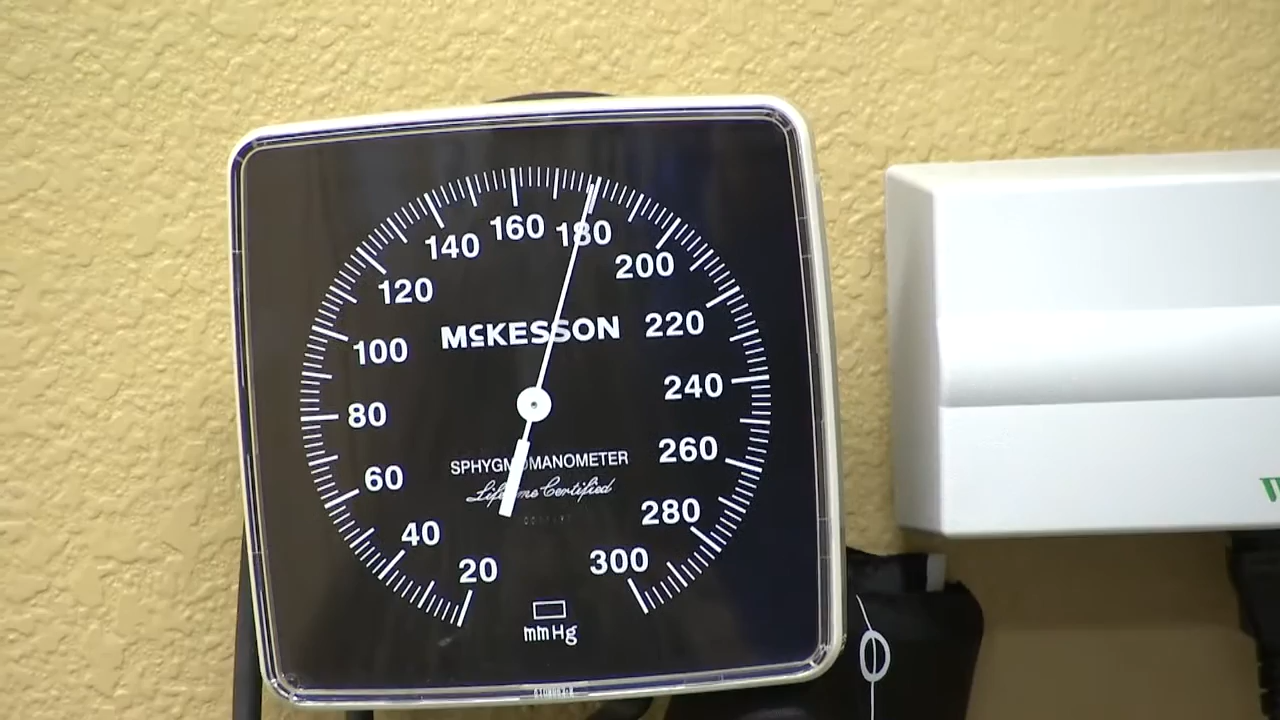 160
140 180
120 200
McKESSON
100 220
80 240
SPHYGMOMANOMETER
Lifetime Certified
60 260
40 280
20 300
mmHg